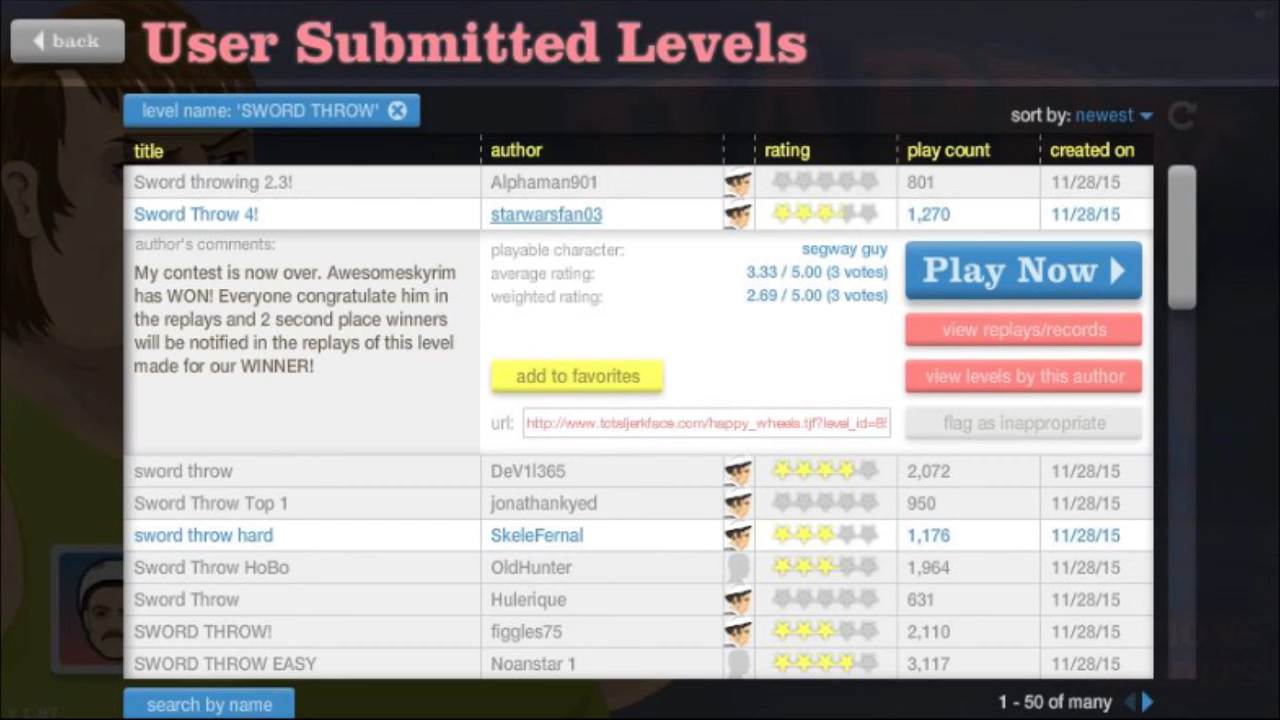 back
User Submitted Levels
level name: 'SWORD THROW'
sort by: newest
title author rating play count created on
Sword throwing 2.3! Alphaman901 801 11/28/15
Sword Throw 4! starwarsfan03 1,270 11/28/15
author's comments:
My contest is now over. Awesomeskyrim
has WON! Everyone congratulate him in
the replays and 2 second place winners
will be notified in the replays of this level
made for our WINNER!
playable character: segway guy
average rating: 3.33 / 5.00 (3 votes)
weighted rating: 2.69 / 5.00 (3 votes)
add to favorites
url: http://www.totaljerkface.com/happy_wheels.tjf?level_id=8
Play Now
view replays/records
view levels by this author
flag as inappropriate
sword throw DeV1l365 2,072 11/28/15
Sword Throw Top 1 jonathankyed 950 11/28/15
sword throw hard SkeleFernal 1,176 11/28/15
Sword Throw HoBo OldHunter 1,964 11/28/15
Sword Throw Hulerique 631 11/28/15
SWORD THROW! figgles75 2,110 11/28/15
SWORD THROW EASY Noanstar 1 3,117 11/28/15
search by name
1 - 50 of many